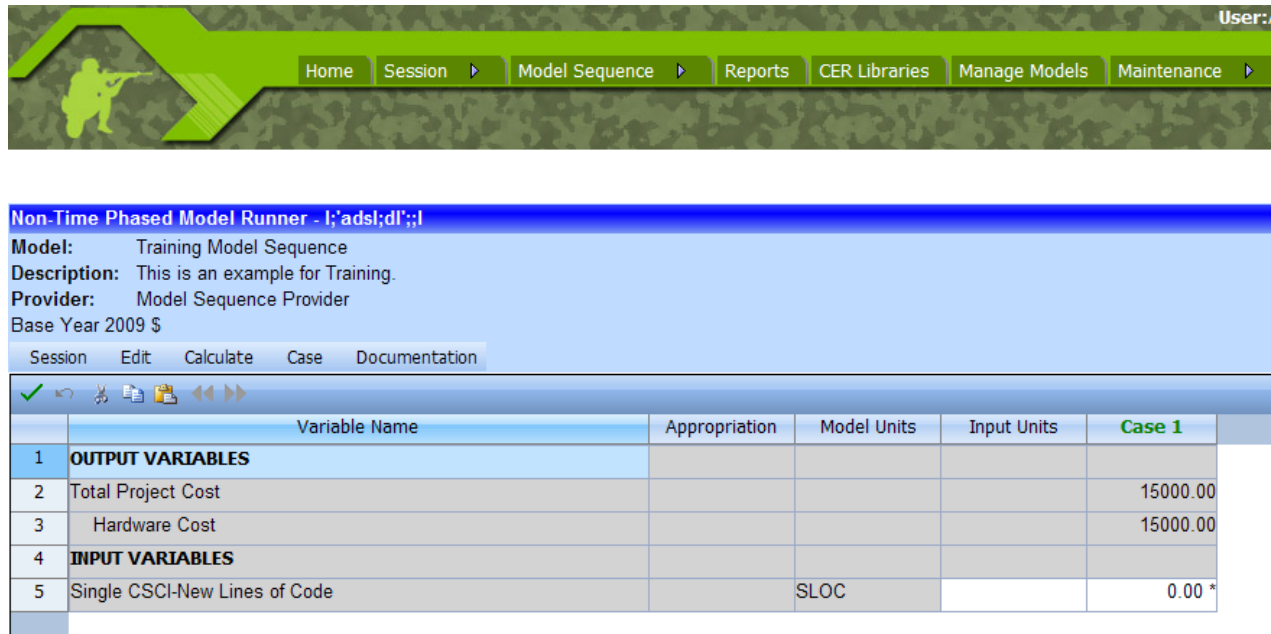 User:
Home Session Model Sequence Reports CER Libraries Manage Models Maintenance
Non-Time Phased Model Runner - l;'adsl;dl';;l
Model: Training Model Sequence
Description: This is an example for Training.
Provider: Model Sequence Provider
Base Year 2009 $
Session Edit Calculate Case Documentation
Variable Name Appropriation Model Units Input Units Case 1
1 OUTPUT VARIABLES
2 Total Project Cost 15000.00
3 Hardware Cost 15000.00
4 INPUT VARIABLES
5 Single CSCI-New Lines of Code SLOC 0.00 *